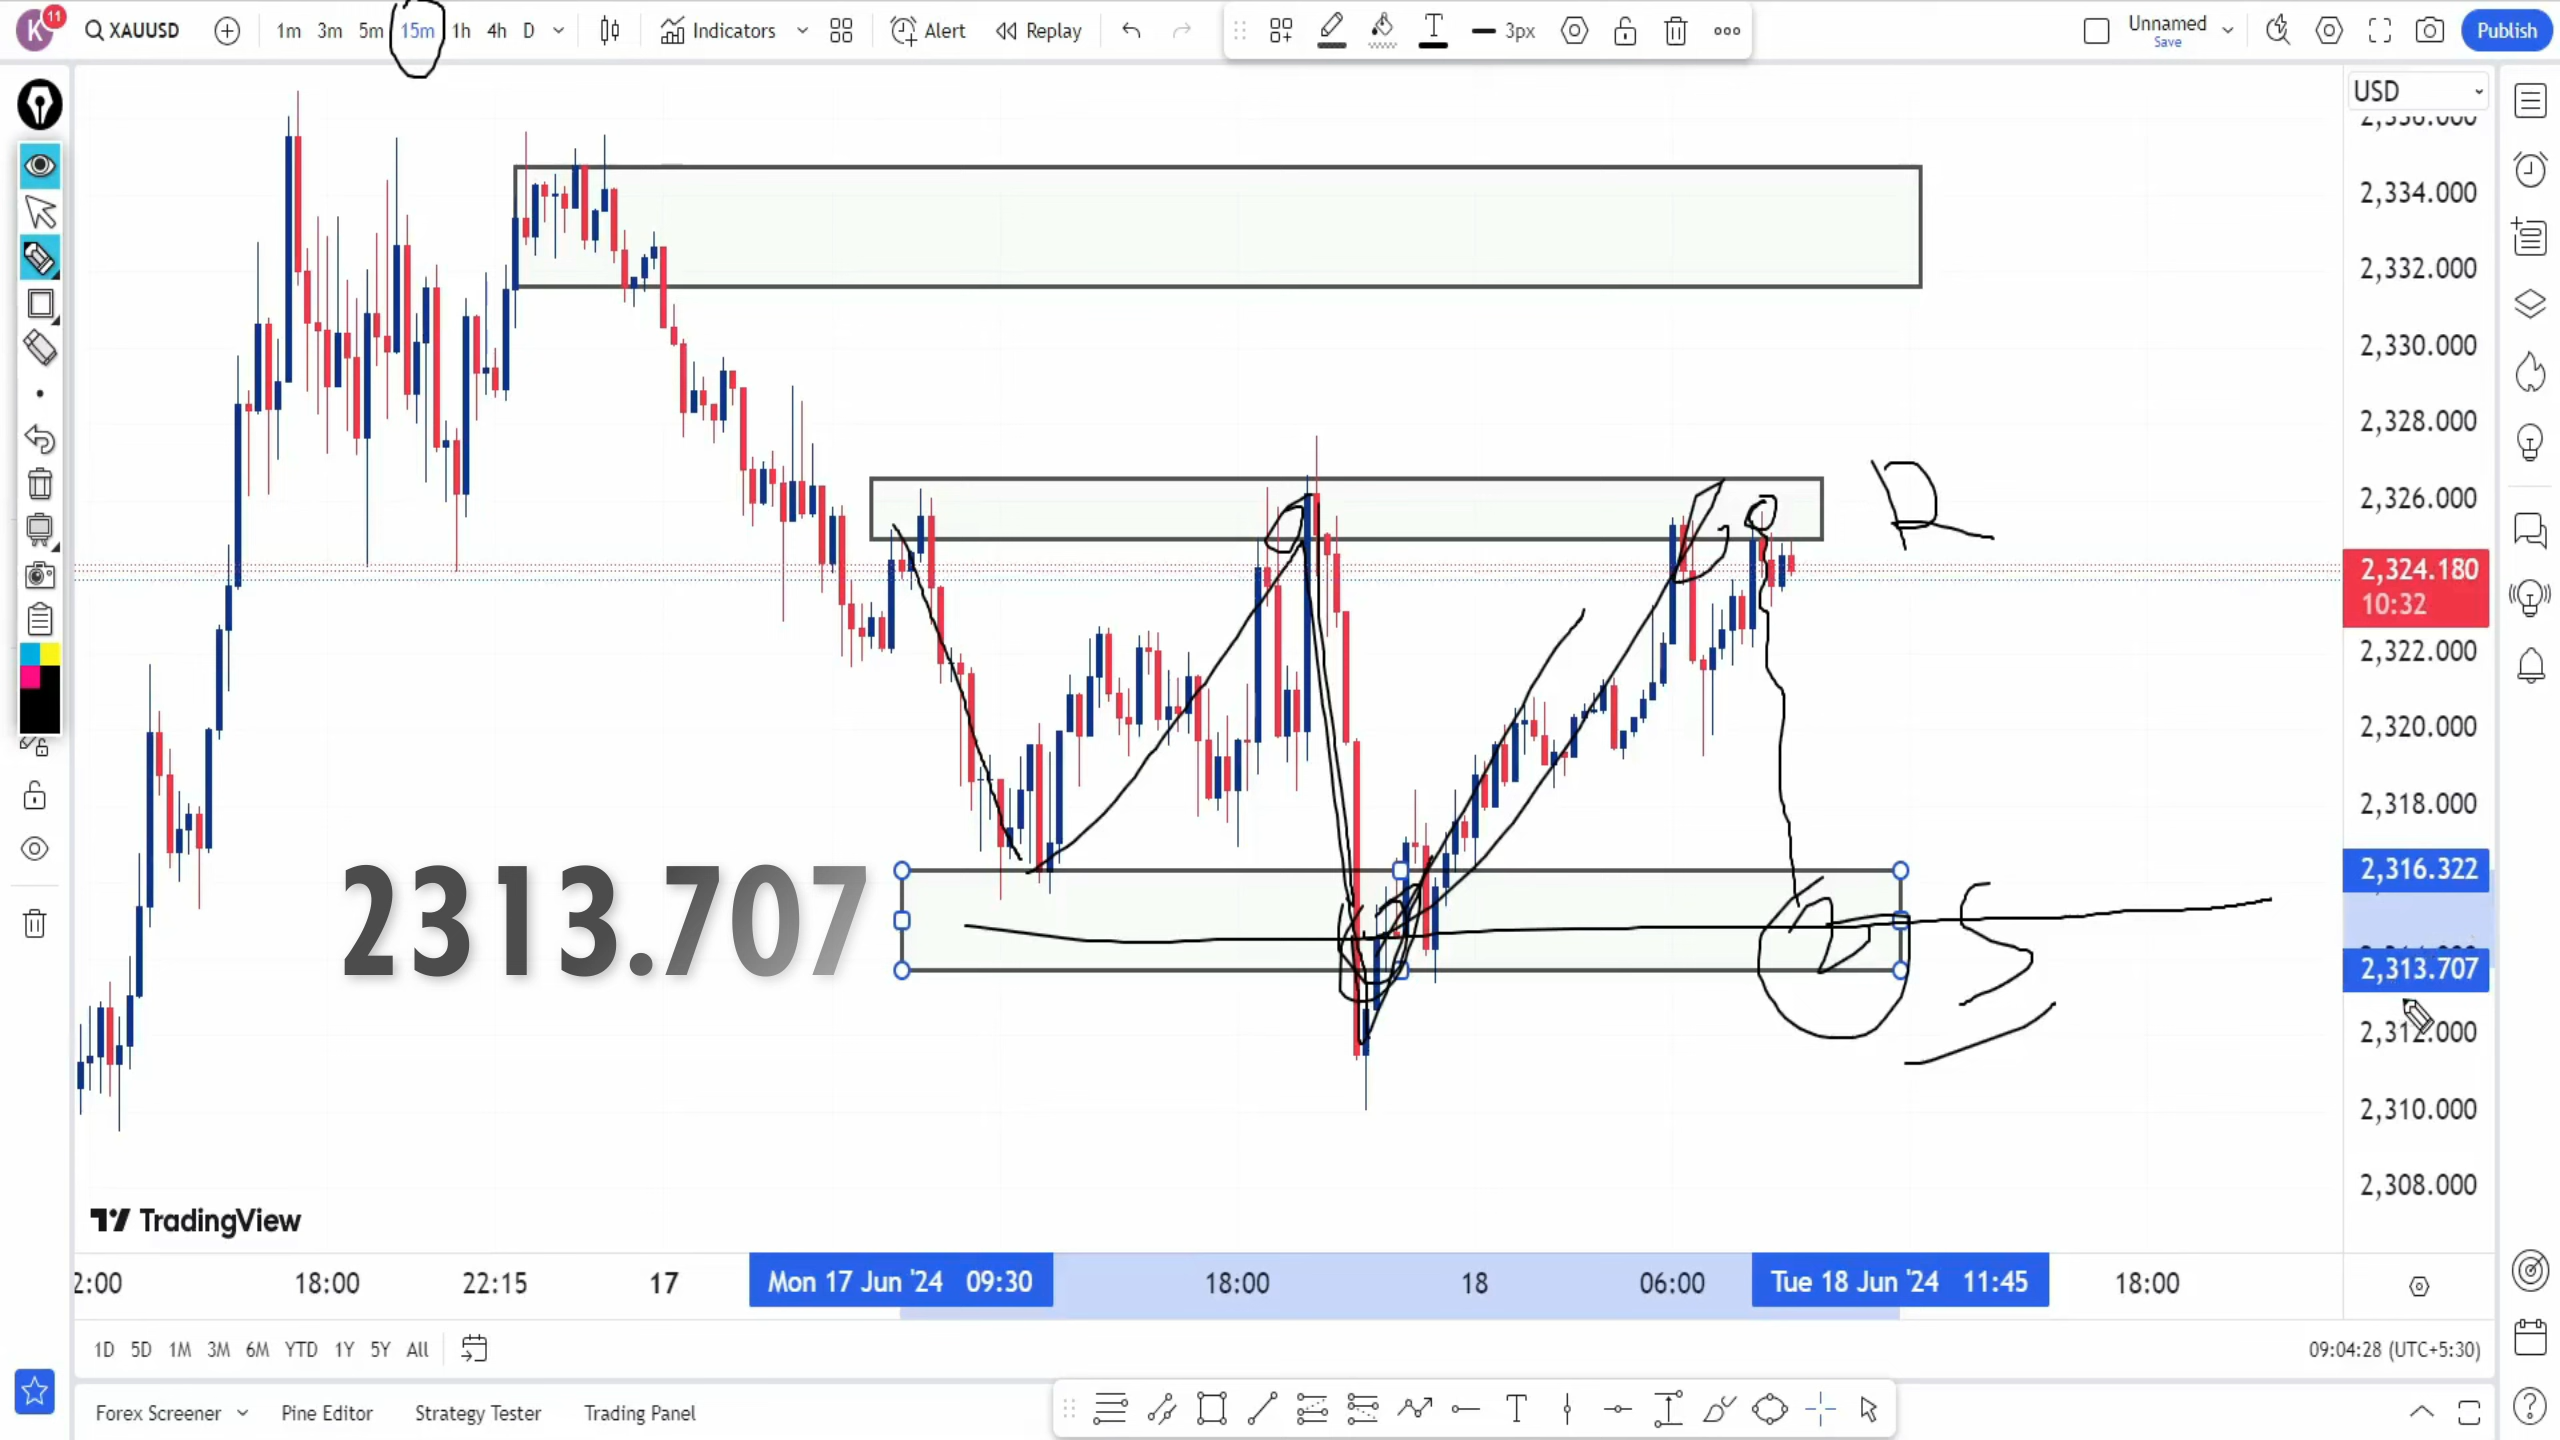 K 11 XAUUSD 1m 3m 5m 15m 1h 4h D Indicators Alert Replay 3px Unnamed Save Publish
USD
2,334.000
2,332.000
2,330.000
2,328.000
R
2,326.000
2,324.180
10:32
2,322.000
2,320.000
2,318.000
2,316.322
2313.707
S
2,313.707
2,312.000
2,310.000
2,308.000
TradingView
18:00 22:15 17 Mon 17 Jun '24 09:30 18:00 18 06:00 Tue 18 Jun '24 11:45 18:00
1D 5D 1M 3M 6M YTD 1Y 5Y All 09:04:28 (UTC+5:30)
Forex Screener Pine Editor Strategy Tester Trading Panel